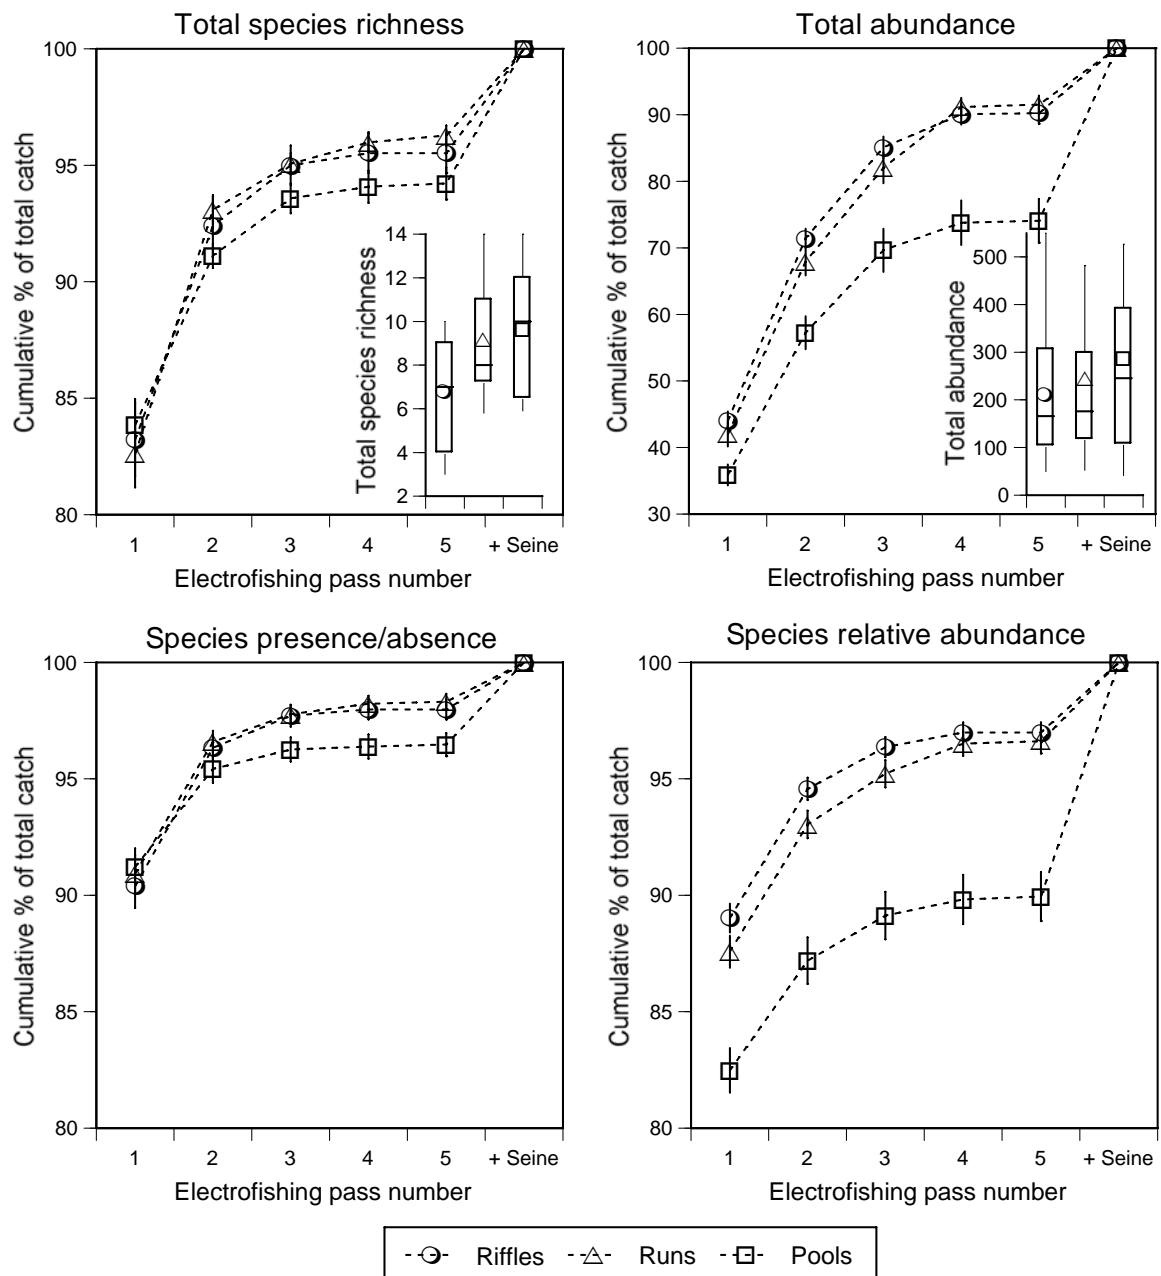 Total species richness
Cumulative % of total catch
100
95
90
85
80
Total species richness
14
12
10
8
6
4
2
1 2 3 4 5 + Seine
Electrofishing pass number
Total abundance
Cumulative % of total catch
100
90
80
70
60
50
40
30
Total abundance
500
400
300
200
100
0
1 2 3 4 5 + Seine
Electrofishing pass number
Species presence/absence
Cumulative % of total catch
100
95
90
85
80
1 2 3 4 5 + Seine
Electrofishing pass number
Species relative abundance
Cumulative % of total catch
100
95
90
85
80
1 2 3 4 5 + Seine
Electrofishing pass number
Riffles Runs Pools